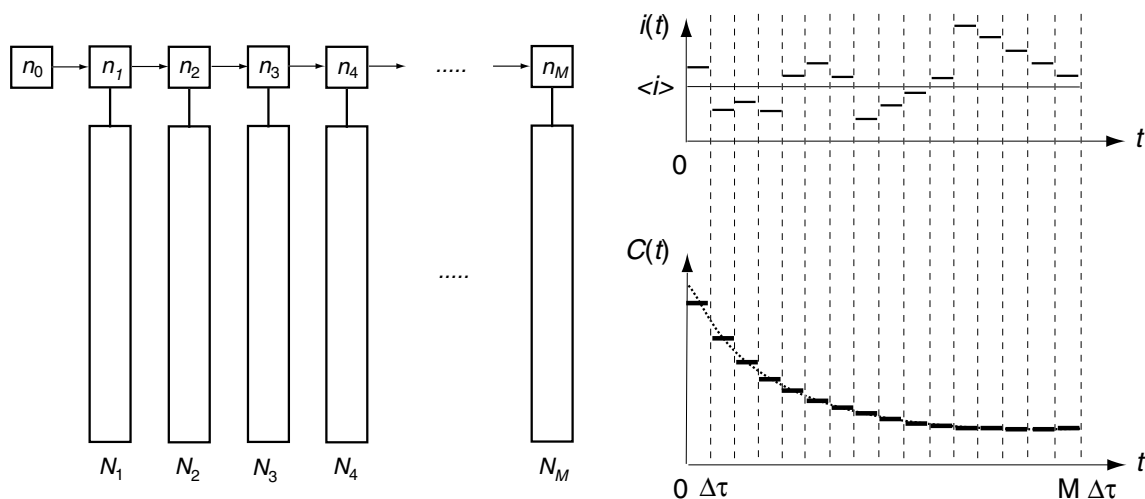 n0 n1 n2 n3 n4 ..... nM
.....
N1 N2 N3 N4 NM
i(t)
<i>
t
0
C(t)
t
0 Δτ M Δτ